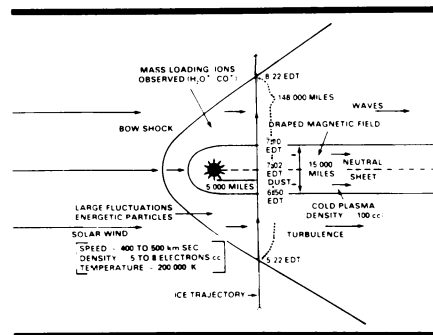 MASS LOADING IONS
OBSERVED (H2O+ CO+)
8 22 EDT
148 000 MILES
WAVES
BOW SHOCK
DRAPED MAGNETIC FIELD
7:10
EDT
7:02
EDT
15 000
MILES
NEUTRAL
SHEET
5 000 MILES
DUST
6:50
EDT
COLD PLASMA
DENSITY 100 cc
LARGE FLUCTUATIONS
ENERGETIC PARTICLES
SOLAR WIND
TURBULENCE
SPEED - 400 TO 500 km SEC
DENSITY 5 TO 8 ELECTRONS cc
TEMPERATURE - 200 000 K
5 22 EDT
ICE TRAJECTORY